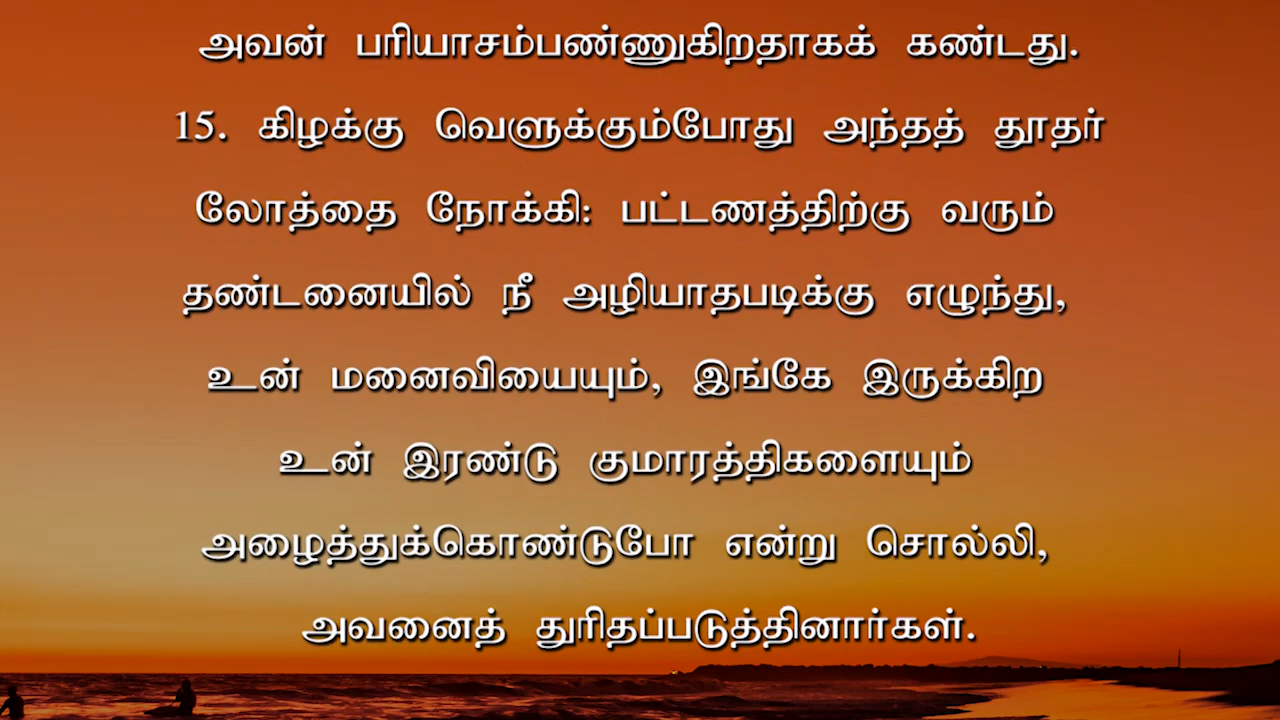 அவன் பரியாசம்பண்ணுகிறதாகக் கண்டது.
15. கிழக்கு வெளுக்கும்போது அந்தத் தூதர்
லோத்தை நோக்கி: பட்டணத்திற்கு வரும்
தண்டனையில் நீ அழியாதபடிக்கு எழுந்து,
உன் மனைவியையும், இங்கே இருக்கிற
உன் இரண்டு குமாரத்திகளையும்
அழைத்துக்கொண்டுபோ என்று சொல்லி,
அவனைத் துரிதப்படுத்தினார்கள்.